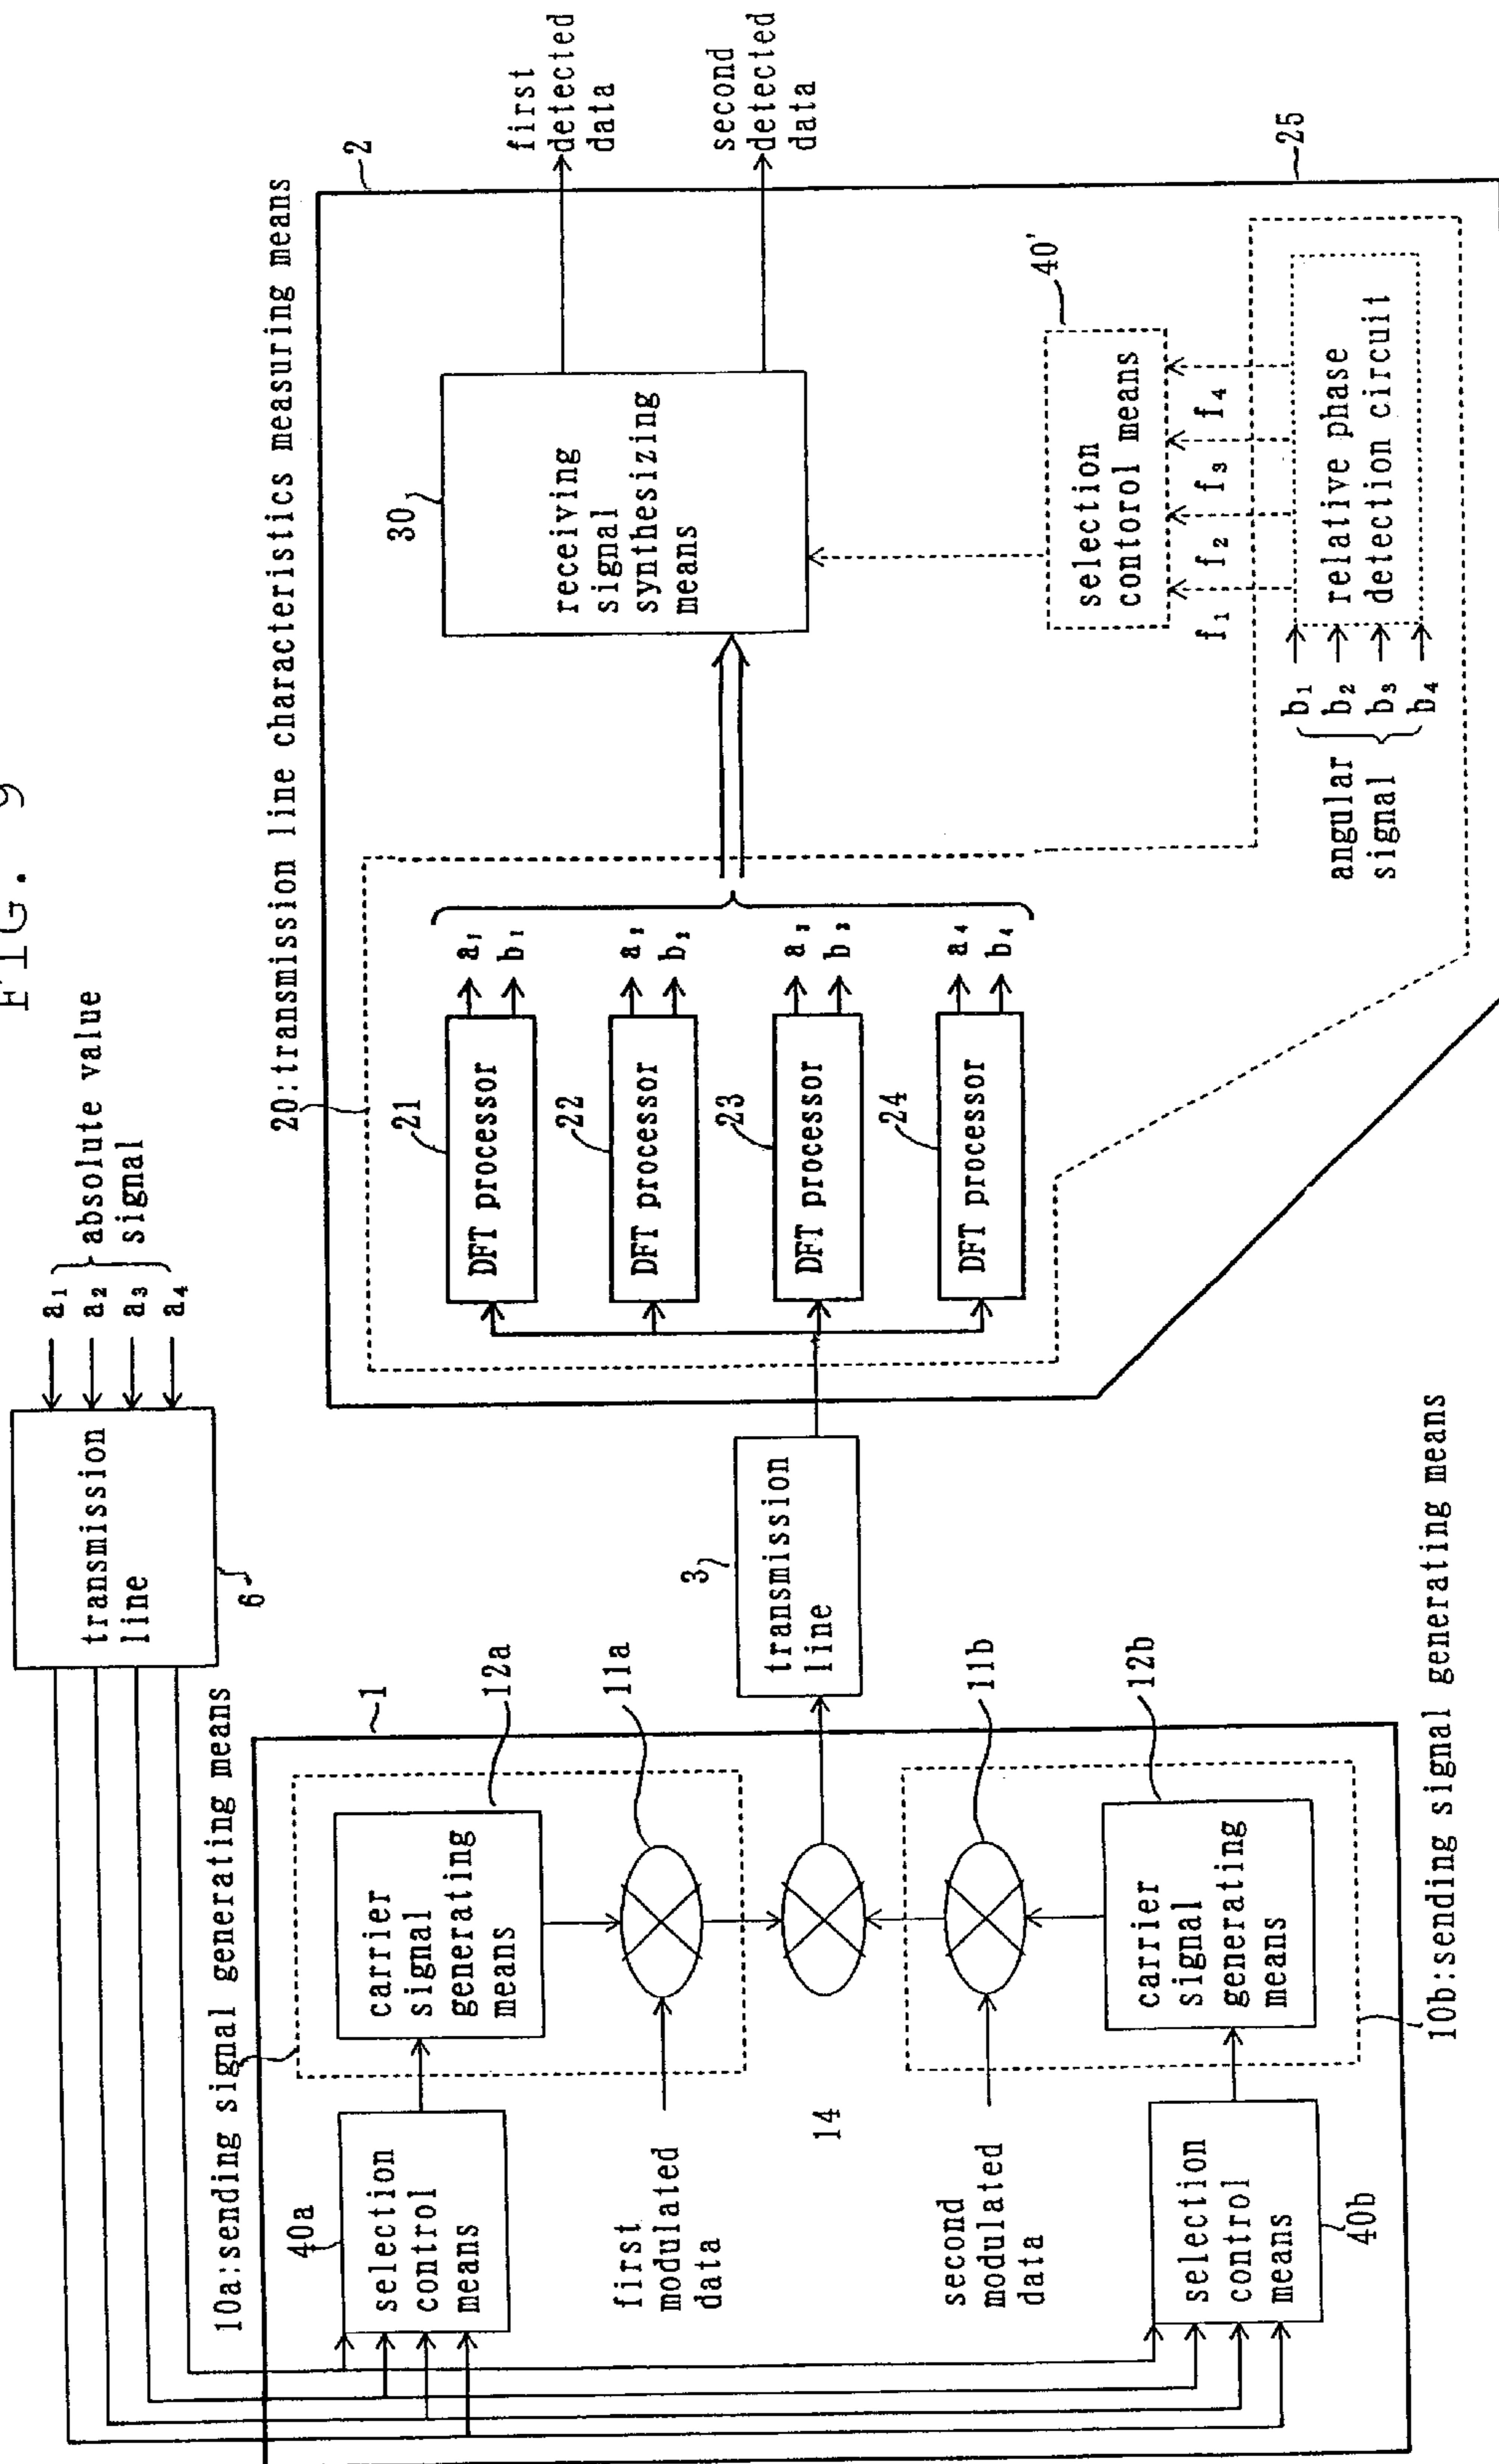 FIG. 9
a₁
a₂
a₃
a₄
absolute value
signal
transmission
line
6
10a:sending signal generating means
1
40a
selection
control
means
carrier
signal
generating
means
12a
11a
first
modulated
data
14
second
modulated
data
11b
12b
carrier
signal
generating
means
selection
control
means
40b
10b:sending signal generating means
3
transmission
line
20:transmission line characteristics measuring means
2
21
DFT processor
a₁
b₁
22
DFT processor
a₂
b₂
23
DFT processor
a₃
b₃
24
DFT processor
a₄
b₄
30
receiving
signal
synthesizing
means
first
detected
data
second
detected
data
40'
selection
contorol means
f₁ f₂ f₃ f₄
25
b₁
b₂
b₃
b₄
angular
signal
relative phase
detection circuit